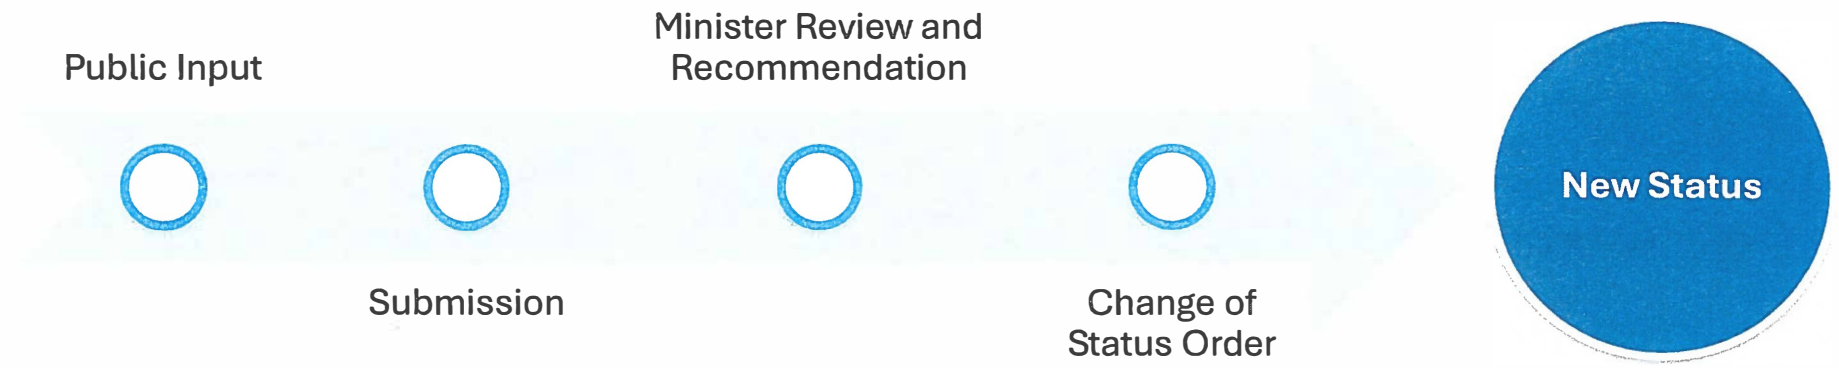 Public Input
Submission
Minister Review and
Recommendation
Change of
Status Order
New Status